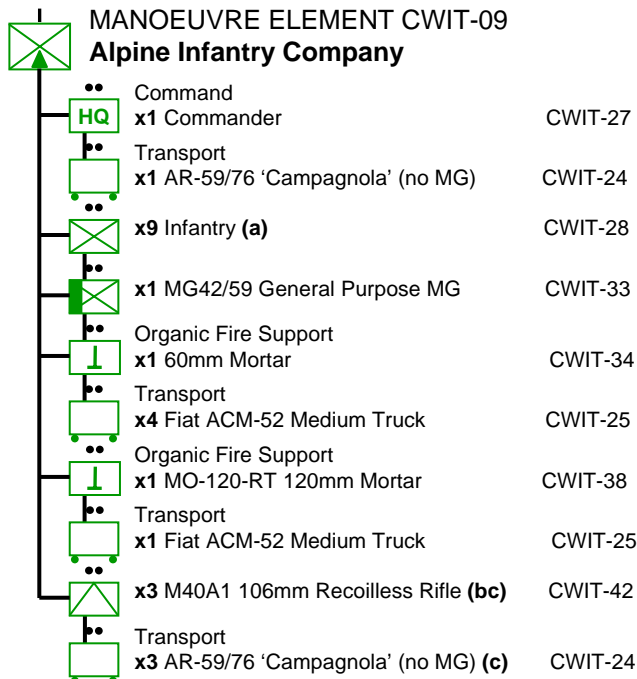 MANOEUVRE ELEMENT CWIT-09
Alpine Infantry Company
Command
HQ x1 Commander CWIT-27
Transport
x1 AR-59/76 ‘Campagnola’ (no MG) CWIT-24
x9 Infantry (a) CWIT-28
x1 MG42/59 General Purpose MG CWIT-33
Organic Fire Support
x1 60mm Mortar CWIT-34
Transport
x4 Fiat ACM-52 Medium Truck CWIT-25
Organic Fire Support
x1 MO-120-RT 120mm Mortar CWIT-38
Transport
x1 Fiat ACM-52 Medium Truck CWIT-25
x3 M40A1 106mm Recoilless Rifle (bc) CWIT-42
Transport
x3 AR-59/76 ‘Campagnola’ (no MG) (c) CWIT-24